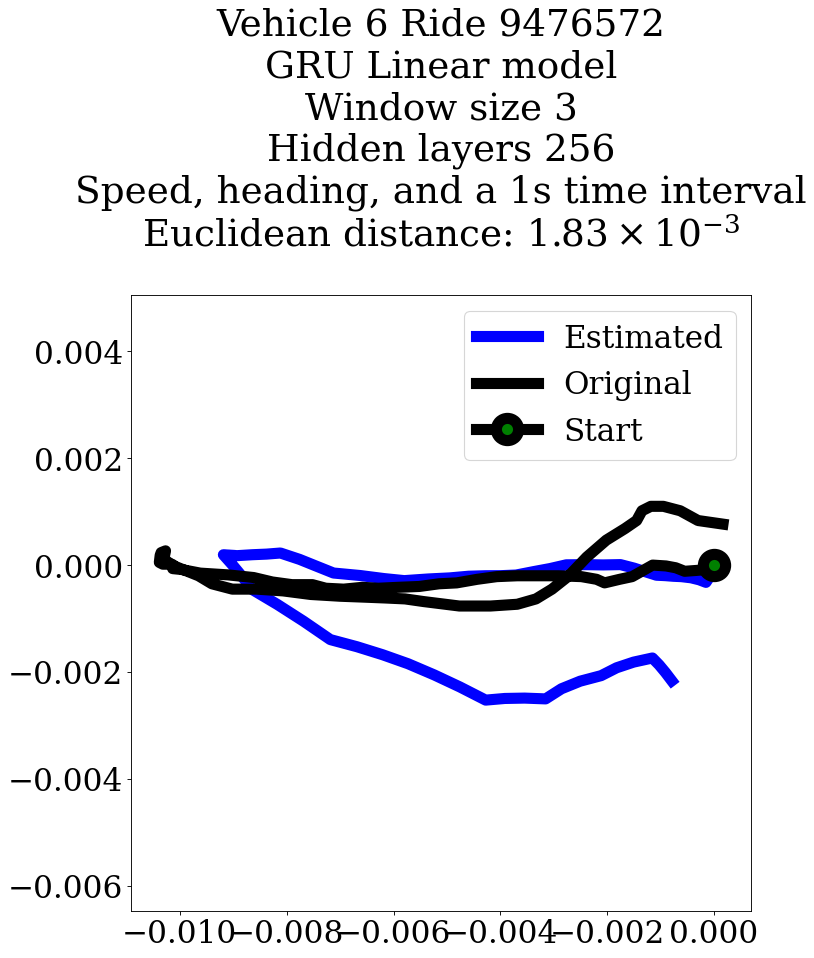 Vehicle 6 Ride 9476572
GRU Linear model
Window size 3
Hidden layers 256
Speed, heading, and a 1s time interval
Euclidean distance: 1.83 × 10⁻³
Estimated
Original
Start
0.004
0.002
0.000
−0.002
−0.004
−0.006
−0.010 −0.008 −0.006 −0.004 −0.002 0.000